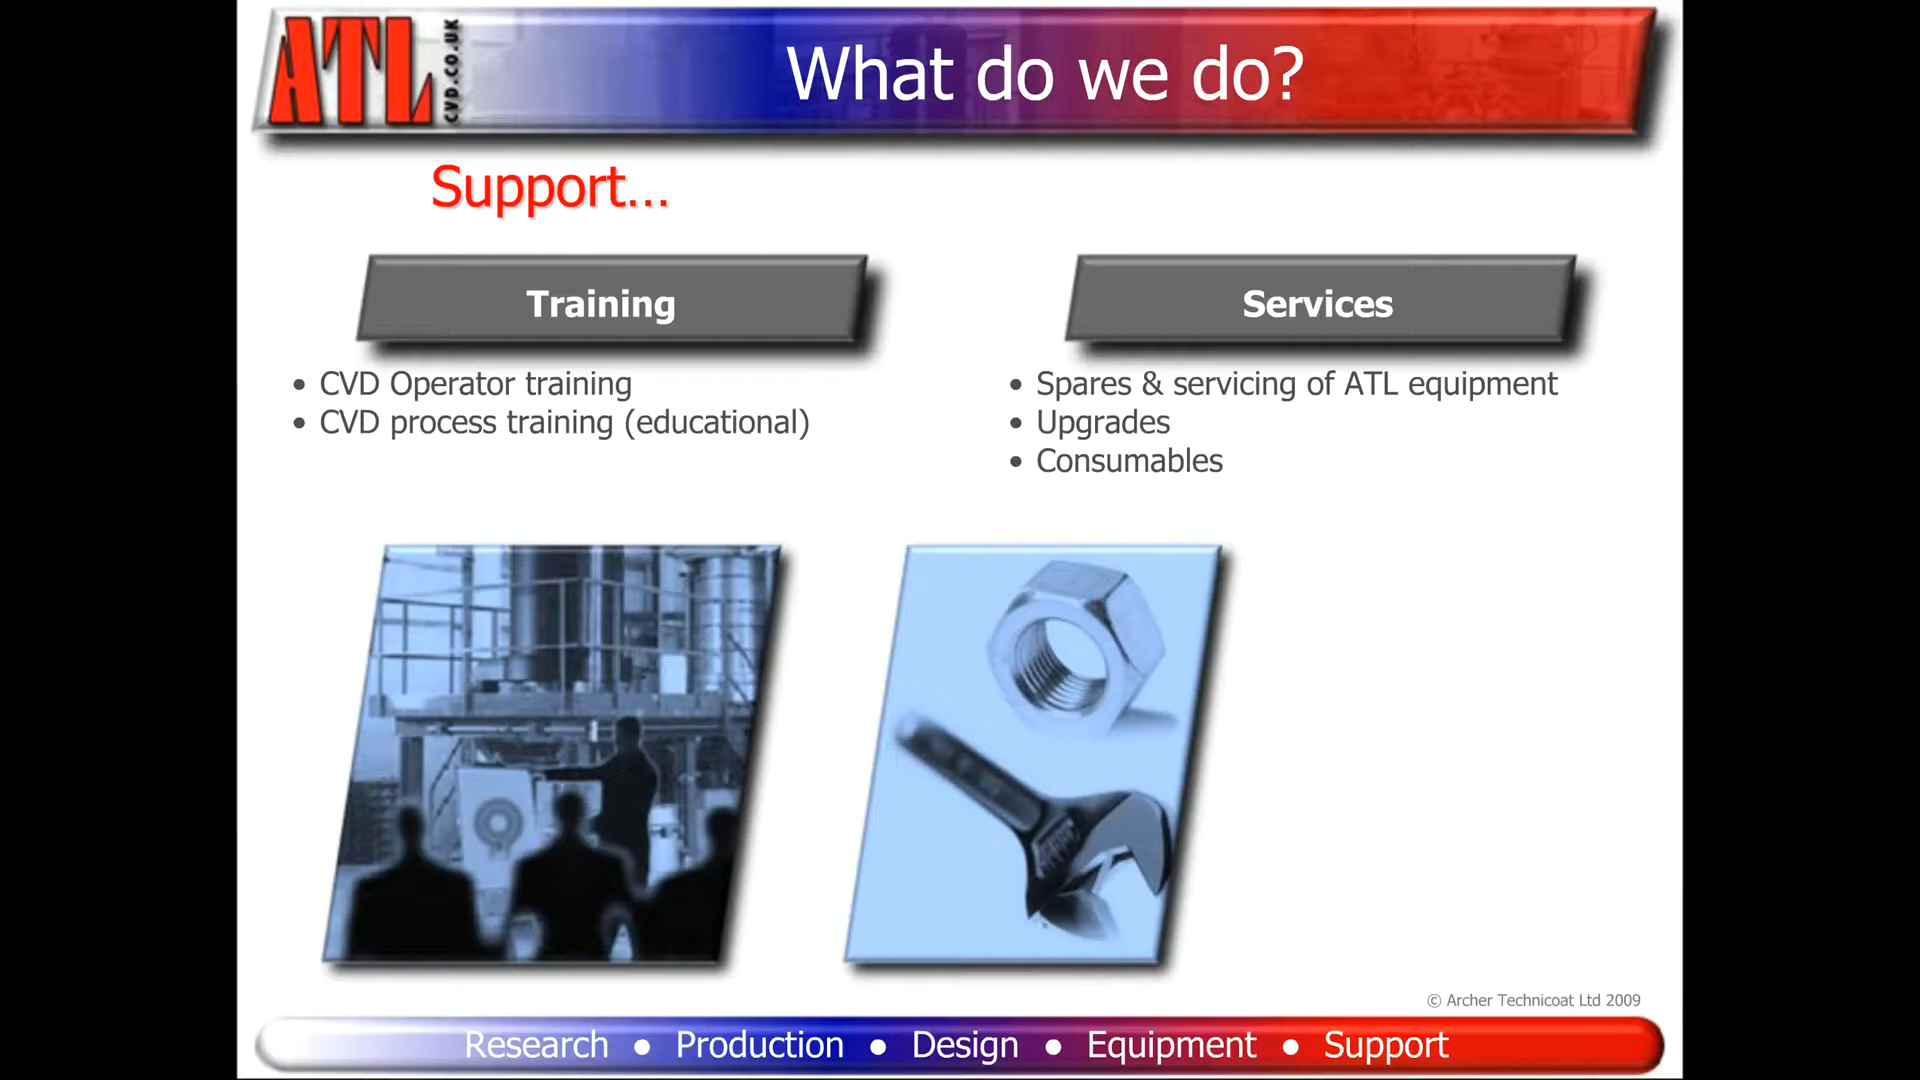 ATL
CVD.CO.UK
What do we do?
Support...
Training
• CVD Operator training
• CVD process training (educational)
Services
• Spares & servicing of ATL equipment
• Upgrades
• Consumables
© Archer Technicoat Ltd 2009
Research • Production • Design • Equipment • Support